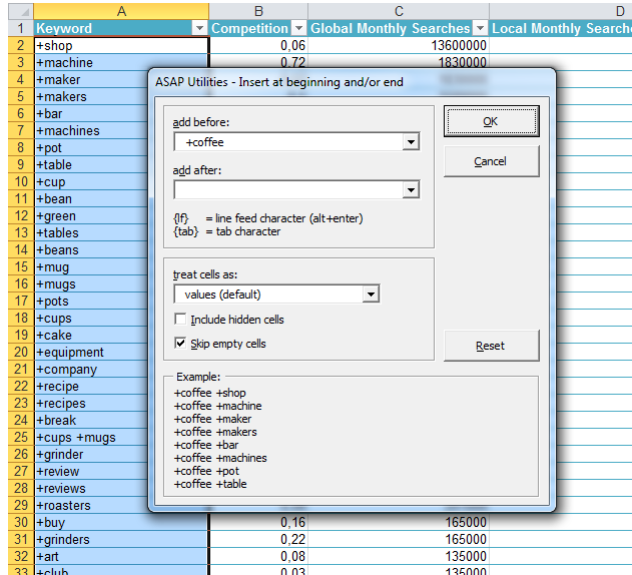 A B C D
1 Keyword Competition Global Monthly Searches Local Monthly Searche
2 +shop 0,06 13600000
3 +machine 0,72 1830000
4 +maker
5 +makers
6 +bar
7 +machines
8 +pot
9 +table
10 +cup
11 +bean
12 +green
13 +tables
14 +beans
15 +mug
16 +mugs
17 +pots
18 +cups
19 +cake
20 +equipment
21 +company
22 +recipe
23 +recipes
24 +break
25 +cups +mugs
26 +grinder
27 +review
28 +reviews
29 +roasters
30 +buy 0,16 165000
31 +grinders 0,22 165000
32 +art 0,08 135000
33 +club 0,03 135000
ASAP Utilities - Insert at beginning and/or end
add before:
+coffee
add after:
{lf} = line feed character (alt+enter)
{tab} = tab character
treat cells as:
values (default)
Include hidden cells
Skip empty cells
OK
Cancel
Reset
Example:
+coffee +shop
+coffee +machine
+coffee +maker
+coffee +makers
+coffee +bar
+coffee +machines
+coffee +pot
+coffee +table